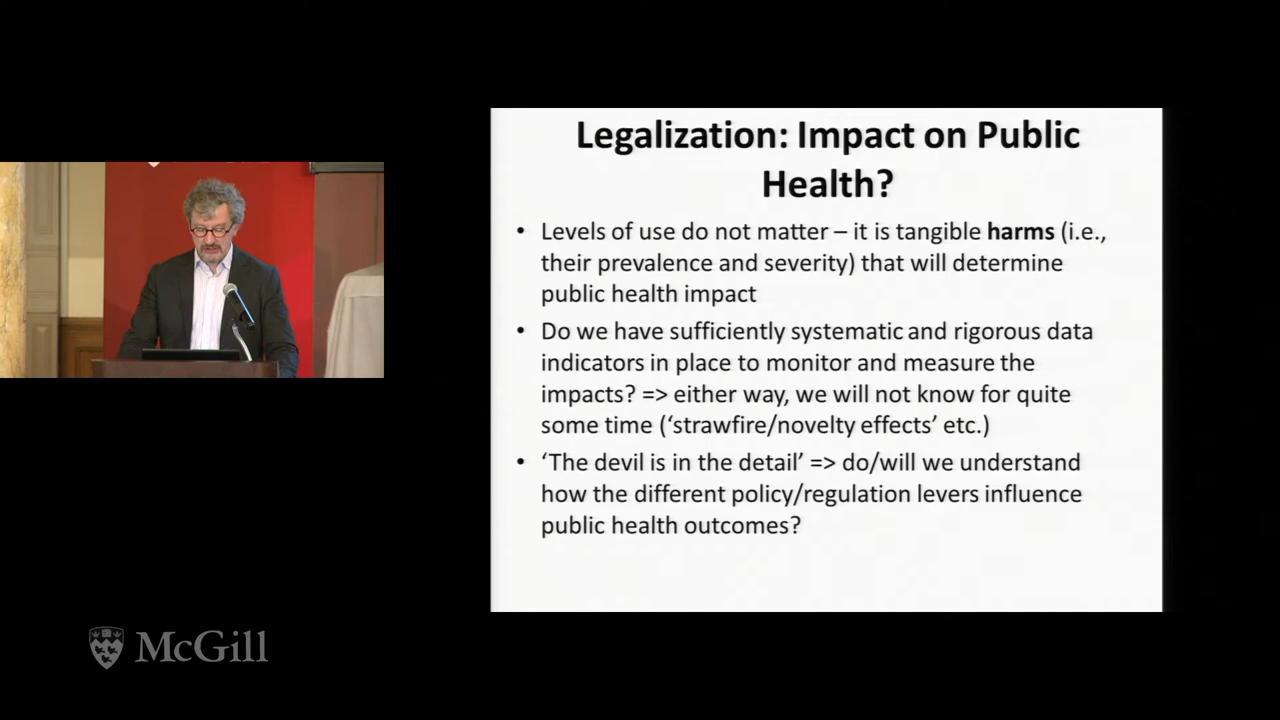 Legalization: Impact on Public
Health?
• Levels of use do not matter – it is tangible harms (i.e.,
their prevalence and severity) that will determine
public health impact
• Do we have sufficiently systematic and rigorous data
indicators in place to monitor and measure the
impacts? => either way, we will not know for quite
some time (‘strawfire/novelty effects’ etc.)
• ‘The devil is in the detail’ => do/will we understand
how the different policy/regulation levers influence
public health outcomes?
McGill